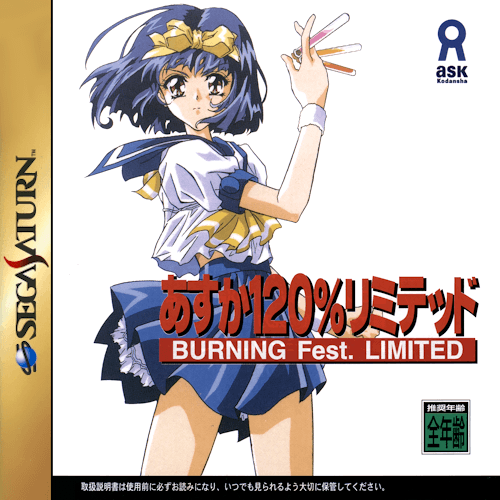 SEGA SATURN™
ask
Kodansha
あすか120%リミテッド
BURNING Fest. LIMITED
推奨年齢
全年齢
取扱説明書は使用前に必ずお読みになり、いつでも見られるよう大切に保管してください。